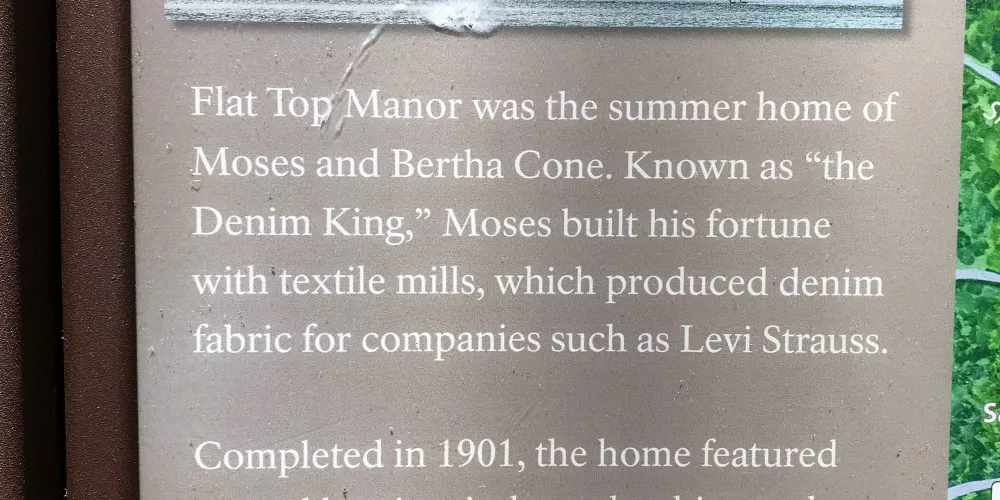 Flat Top Manor was the summer home of
Moses and Bertha Cone. Known as “the
Denim King,” Moses built his fortune
with textile mills, which produced denim
fabric for companies such as Levi Strauss.
Completed in 1901, the home featured